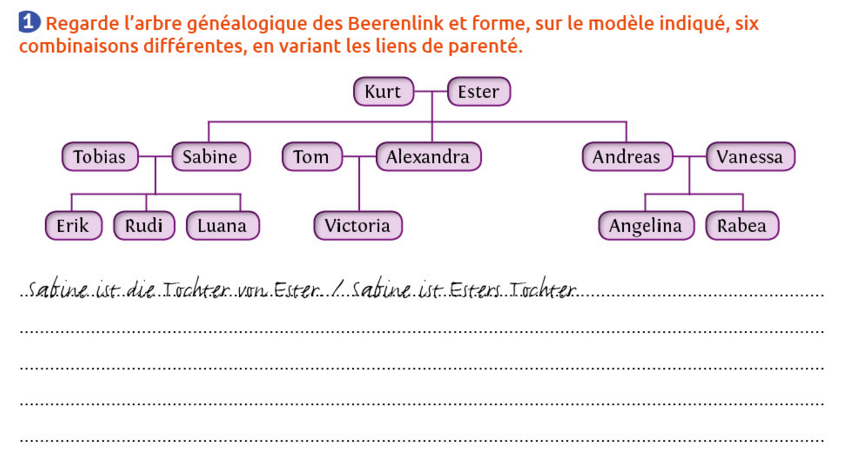 1 Regarde l'arbre généalogique des Beerenlink et forme, sur le modèle indiqué, six
combinaisons différentes, en variant les liens de parenté.
Kurt Ester
Tobias Sabine Tom Alexandra Andreas Vanessa
Erik Rudi Luana Victoria Angelina Rabea
Sabine ist die Tochter von Ester. / Sabine ist Esters Tochter